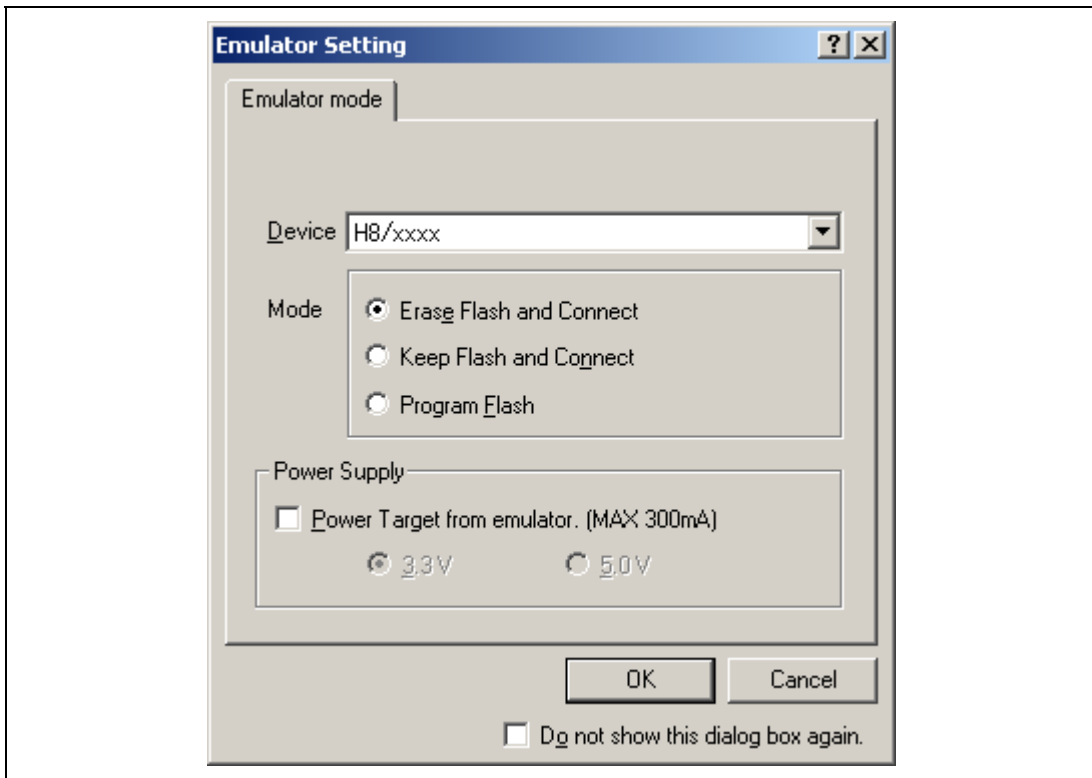 Emulator Setting
Emulator mode
Device H8/xxxx
Mode
Erase Flash and Connect
Keep Flash and Connect
Program Flash
Power Supply
Power Target from emulator. (MAX 300mA)
3.3V 5.0V
OK Cancel
Do not show this dialog box again.